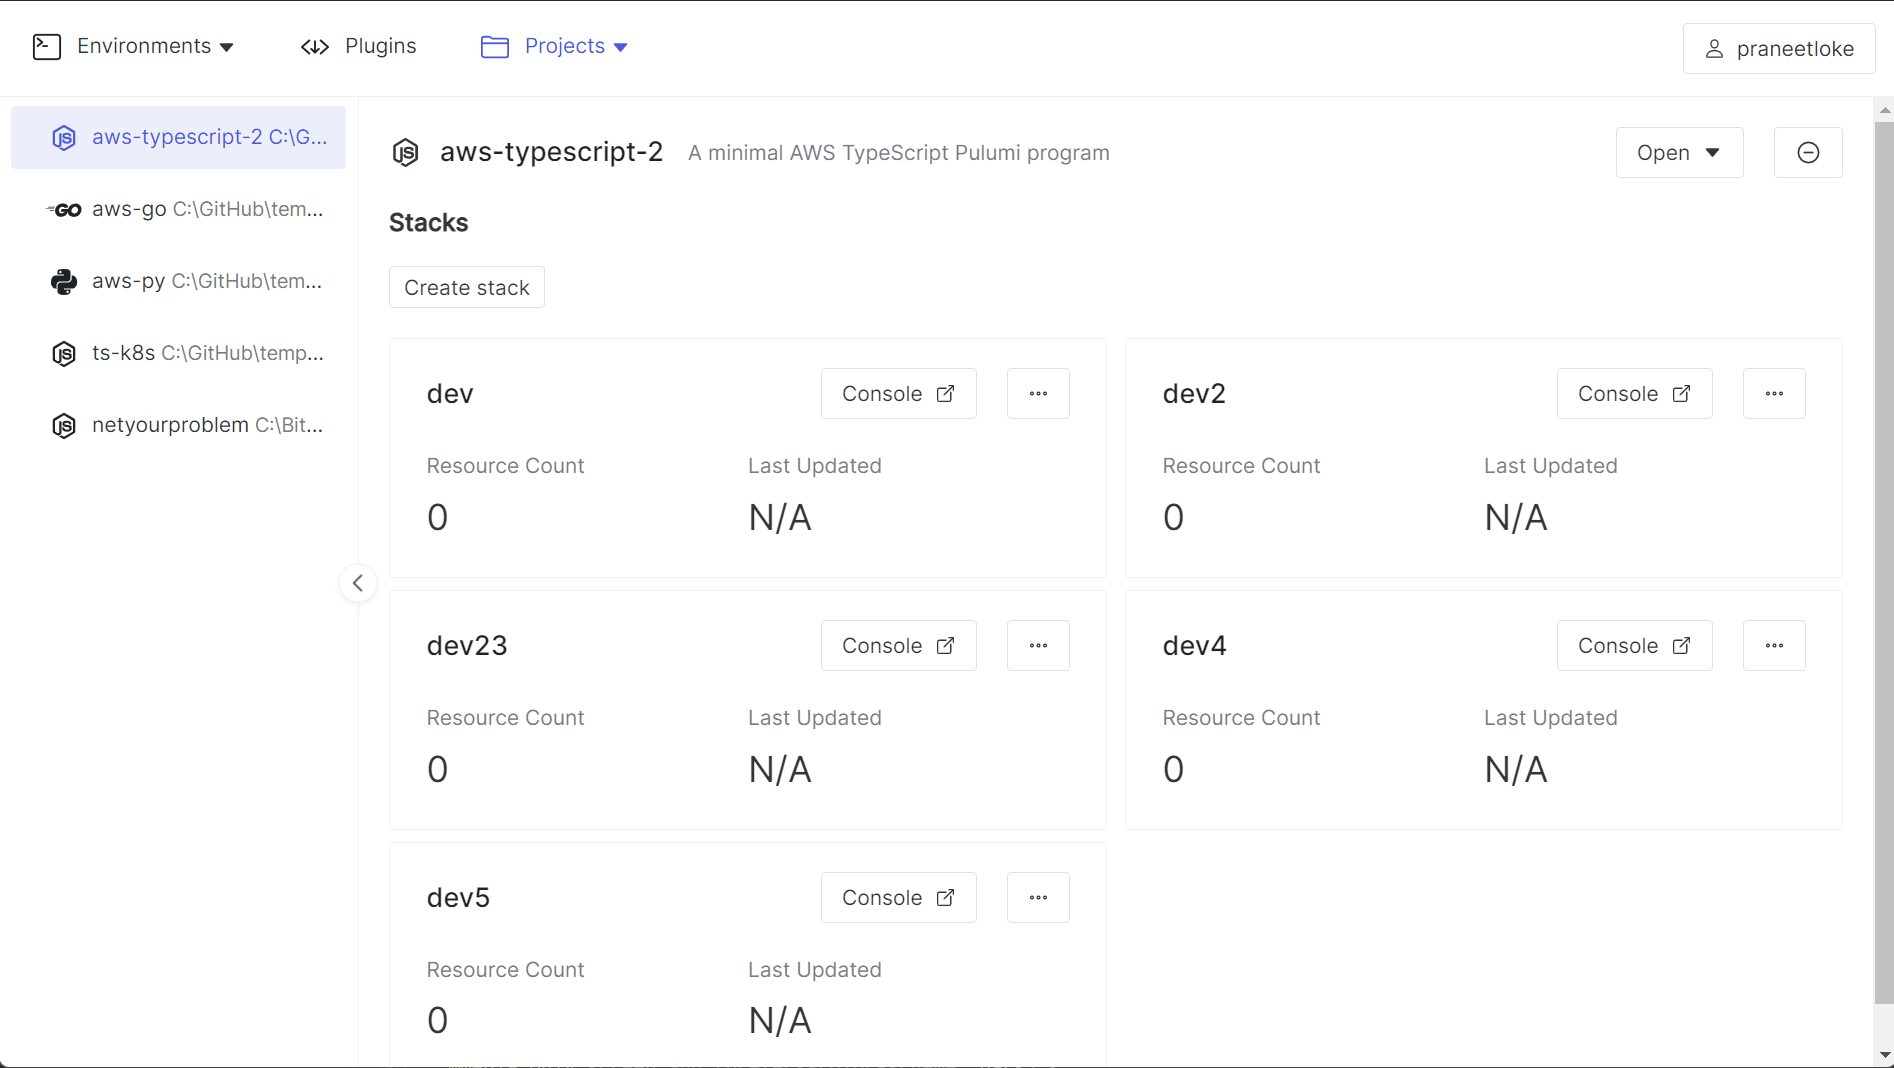 Environments
Plugins
Projects
praneetloke
aws-typescript-2 C:\G...
GO aws-go C:\GitHub\tem...
aws-py C:\GitHub\tem...
JS ts-k8s C:\GitHub\temp...
JS netyourproblem C:\Bit...
JS aws-typescript-2 A minimal AWS TypeScript Pulumi program
Open
Stacks
Create stack
dev Console
Resource Count Last Updated
0 N/A
dev2 Console
Resource Count Last Updated
0 N/A
dev23 Console
Resource Count Last Updated
0 N/A
dev4 Console
Resource Count Last Updated
0 N/A
dev5 Console
Resource Count Last Updated
0 N/A